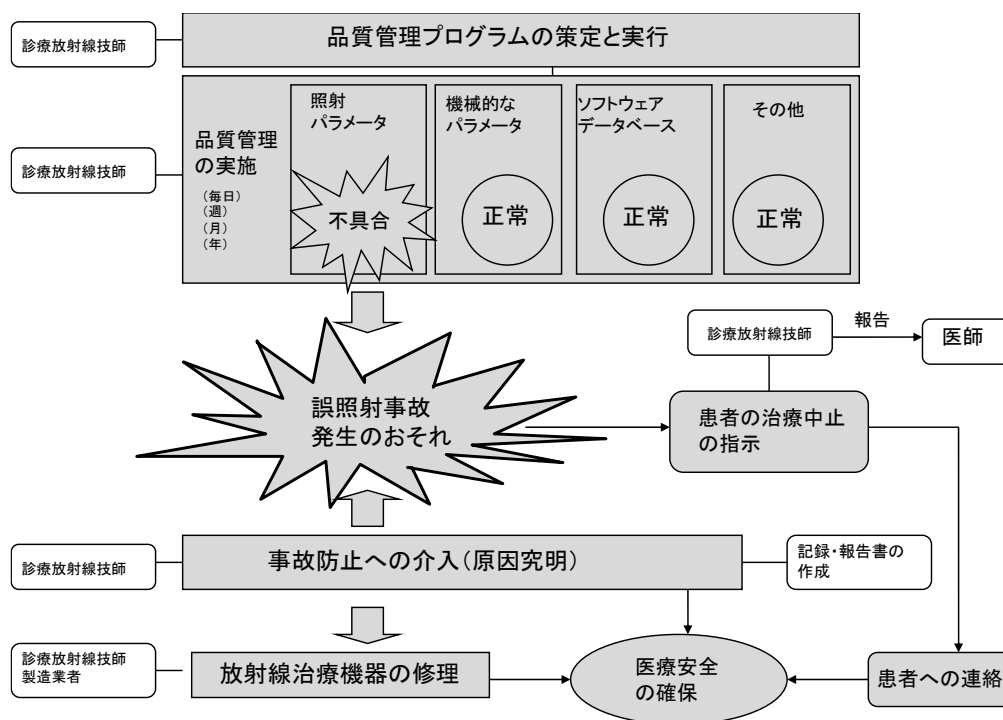 診療放射線技師
品質管理プログラムの策定と実行
診療放射線技師
品質管理
の実施
（毎日）
（週）
（月）
（年）
照射
パラメータ
不具合
機械的な
パラメータ
正常
ソフトウェア
データベース
正常
その他
正常
誤照射事故
発生のおそれ
診療放射線技師
報告
医師
患者の治療中止
の指示
診療放射線技師
事故防止への介入（原因究明）
記録・報告書の
作成
診療放射線技師
製造業者
放射線治療機器の修理
医療安全
の確保
患者への連絡